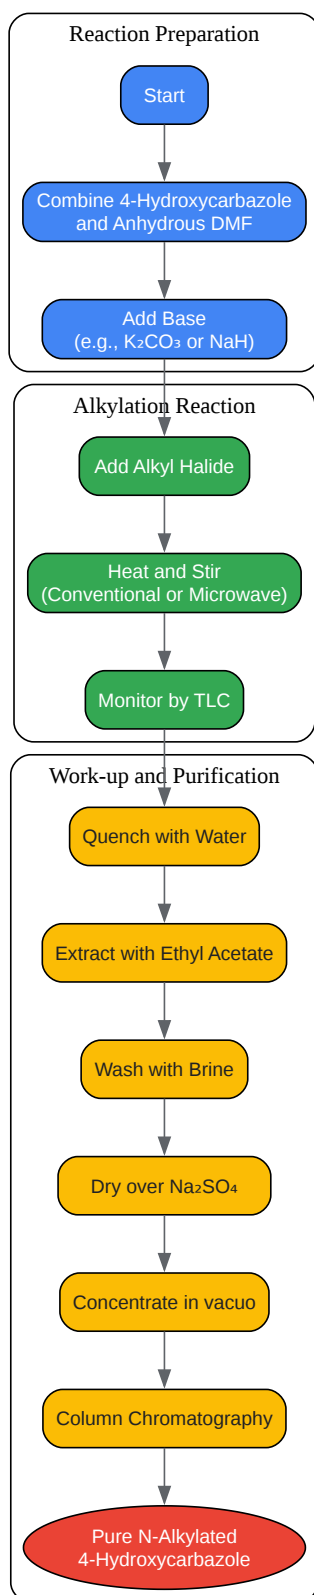 Reaction Preparation
Start
Combine 4-Hydroxycarbazole
and Anhydrous DMF
Add Base
(e.g., K₂CO₃ or NaH)
Alkylation Reaction
Add Alkyl Halide
Heat and Stir
(Conventional or Microwave)
Monitor by TLC
Work-up and Purification
Quench with Water
Extract with Ethyl Acetate
Wash with Brine
Dry over Na₂SO₄
Concentrate in vacuo
Column Chromatography
Pure N-Alkylated
4-Hydroxycarbazole